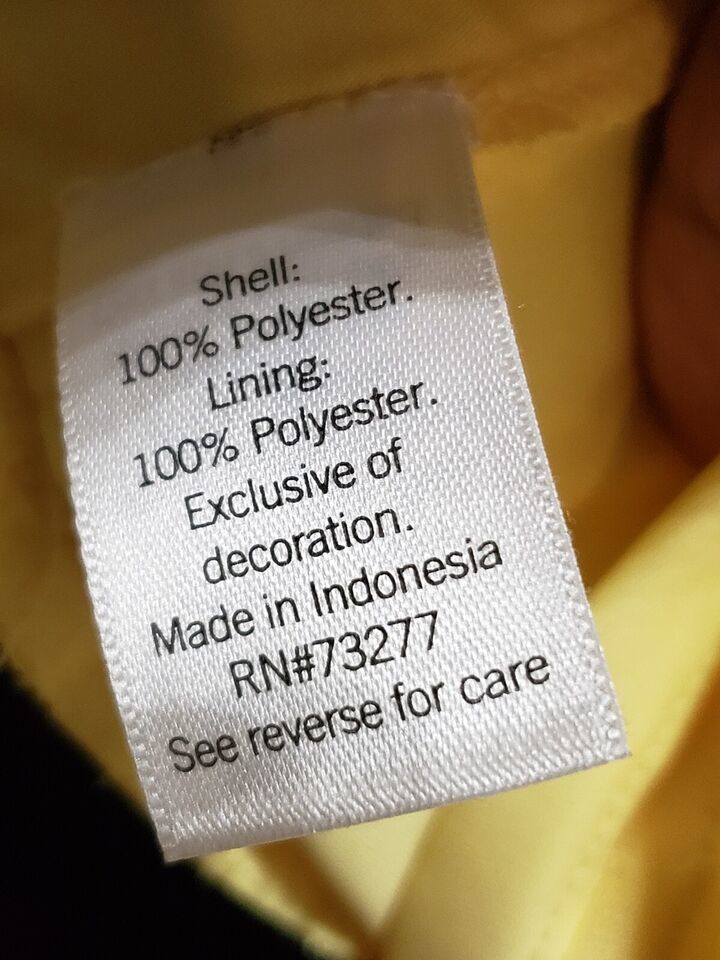 Shell:
100% Polyester.
Lining:
100% Polyester.
Exclusive of
decoration.
Made in Indonesia
RN#73277
See reverse for care